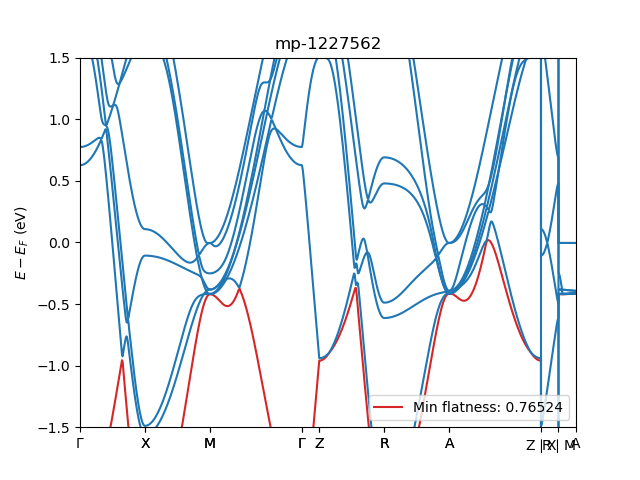 mp-1227562
E − E_F (eV)
1.5
1.0
0.5
0.0
−0.5
−1.0
−1.5
Min flatness: 0.76524
Γ X M Γ Z R A Z | R X | M A